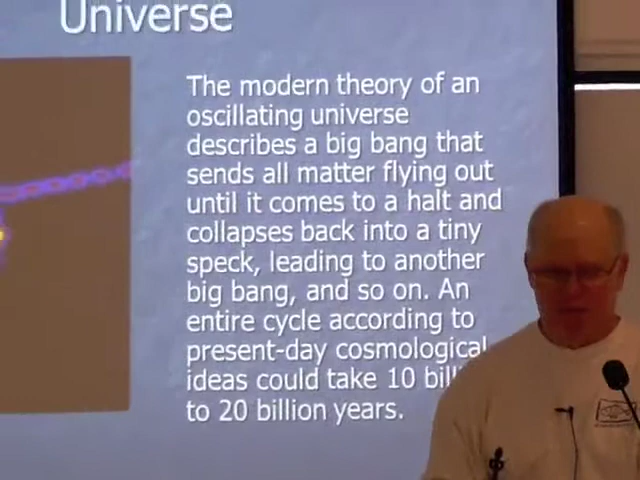 Universe
The modern theory of an
oscillating universe
describes a big bang that
sends all matter flying out
until it comes to a halt and
collapses back into a tiny
speck, leading to another
big bang, and so on. An
entire cycle according to
present-day cosmological
ideas could take 10
to 20 billion years.